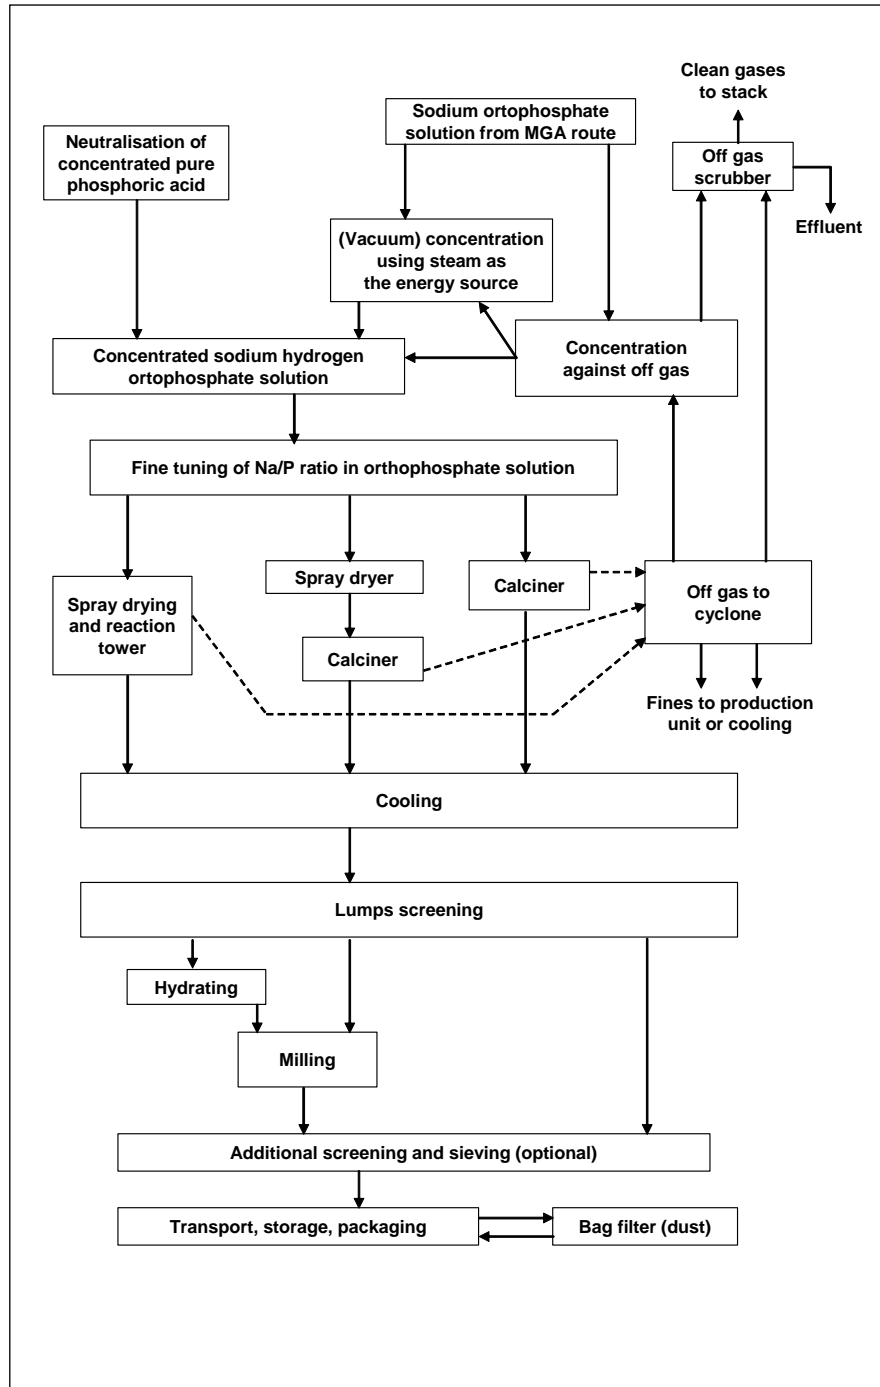 Clean gases
to stack
Sodium ortophosphate
solution from MGA route
Neutralisation of
concentrated pure
phosphoric acid
Off gas
scrubber
Effluent
(Vacuum) concentration
using steam as
the energy source
Concentrated sodium hydrogen
ortophosphate solution
Concentration
against off gas
Fine tuning of Na/P ratio in orthophosphate solution
Spray drying
and reaction
tower
Spray dryer
Calciner
Calciner
Off gas to
cyclone
Fines to production
unit or cooling
Cooling
Lumps screening
Hydrating
Milling
Additional screening and sieving (optional)
Transport, storage, packaging
Bag filter (dust)